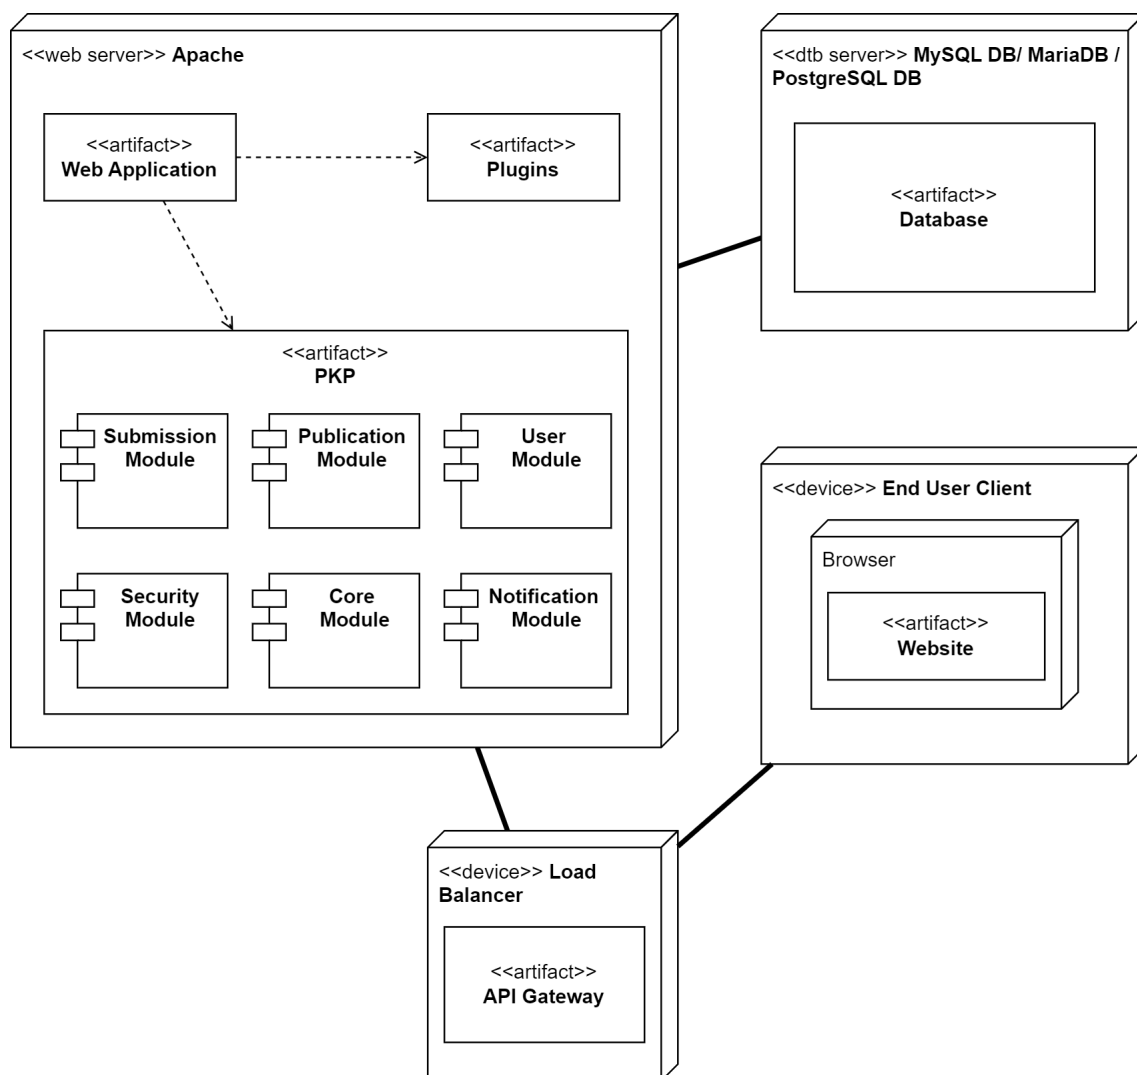 <<web server>> Apache
<<artifact>>
Web Application
<<artifact>>
Plugins
<<artifact>>
PKP
Submission
Module
Publication
Module
User
Module
Security
Module
Core
Module
Notification
Module
<<dtb server>> MySQL DB/ MariaDB /
PostgreSQL DB
<<artifact>>
Database
<<device>> End User Client
Browser
<<artifact>>
Website
<<device>> Load
Balancer
<<artifact>>
API Gateway